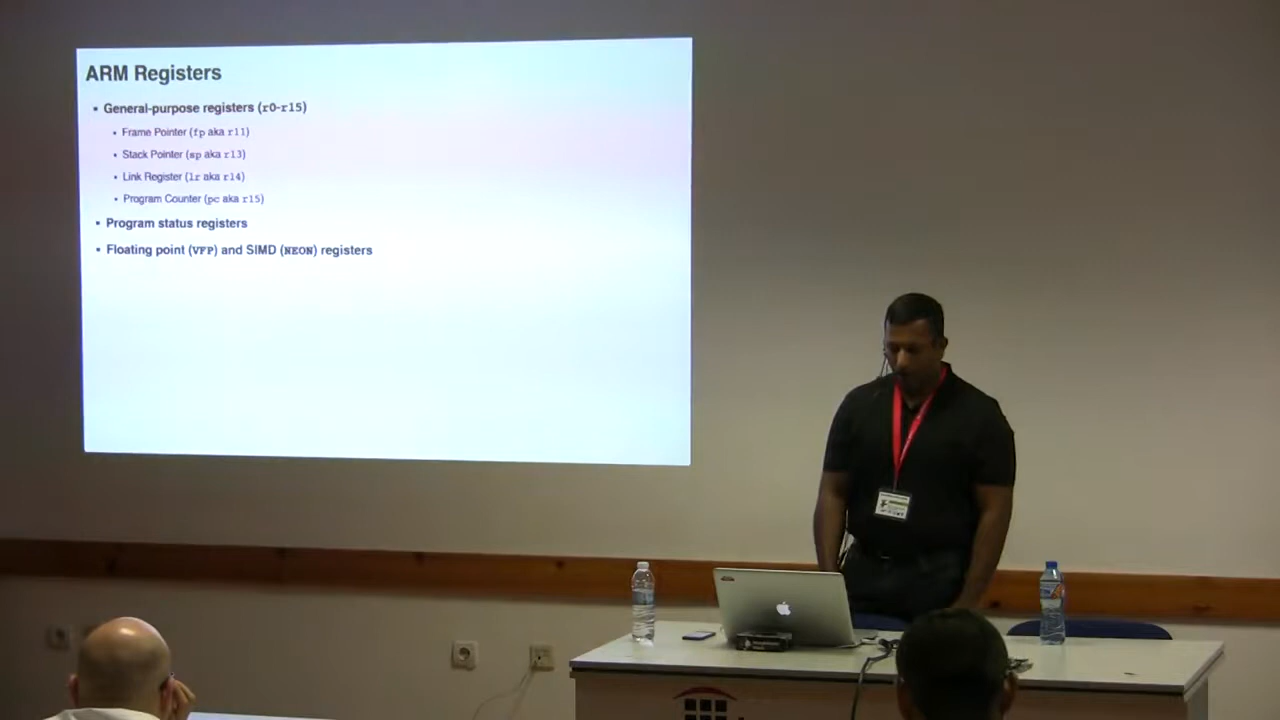 ARM Registers
• General-purpose registers (r0-r15)
• Frame Pointer (fp aka r11)
• Stack Pointer (sp aka r13)
• Link Register (lr aka r14)
• Program Counter (pc aka r15)
• Program status registers
• Floating point (VFP) and SIMD (NEON) registers